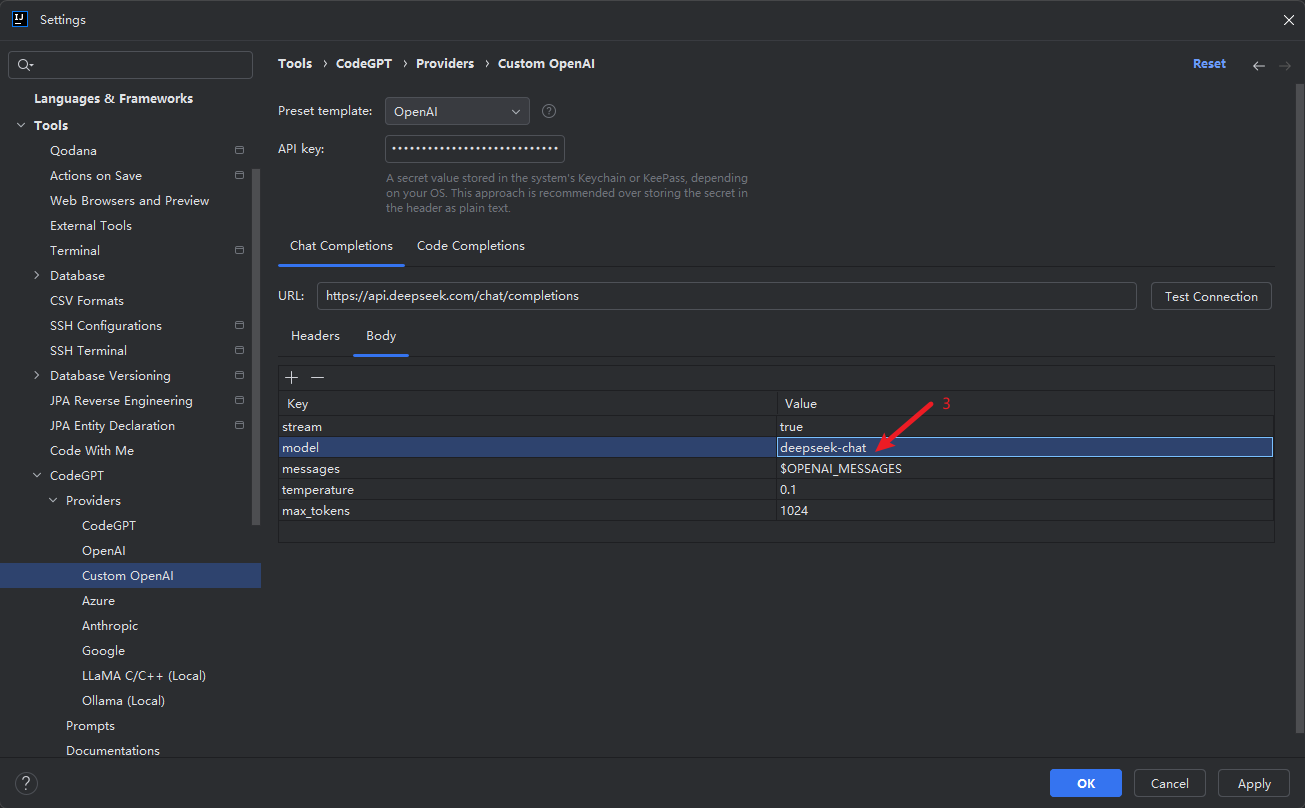 IJ
Settings
Languages & Frameworks
Tools
Qodana
Actions on Save
Web Browsers and Preview
External Tools
Terminal
Database
CSV Formats
SSH Configurations
SSH Terminal
Database Versioning
JPA Reverse Engineering
JPA Entity Declaration
Code With Me
CodeGPT
Providers
CodeGPT
OpenAI
Custom OpenAI
Azure
Anthropic
Google
LLaMA C/C++ (Local)
Ollama (Local)
Prompts
Documentations
Tools › CodeGPT › Providers › Custom OpenAI
Reset
Preset template: OpenAI ?
API key: ••••••••••••••••••••••••••••
A secret value stored in the system's Keychain or KeePass, depending
on your OS. This approach is recommended over storing the secret in
the header as plain text.
Chat Completions Code Completions
URL: https://api.deepseek.com/chat/completions Test Connection
Headers Body
Key Value
3
stream true
model deepseek-chat
messages $OPENAI_MESSAGES
temperature 0.1
max_tokens 1024
? OK Cancel Apply